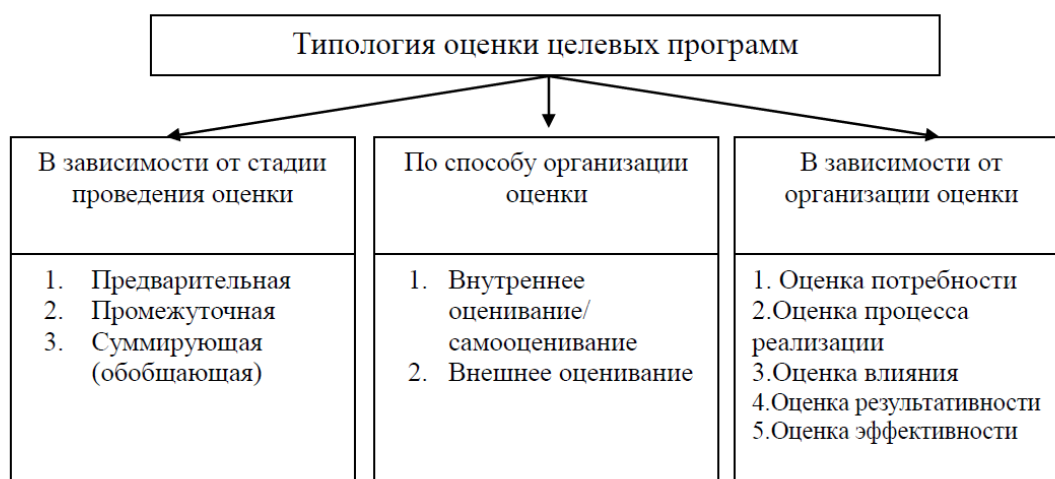 Типология оценки целевых программ
В зависимости от стадии
проведения оценки
По способу организации
оценки
В зависимости от
организации оценки
1. Предварительная
2. Промежуточная
3. Суммирующая
(обобщающая)
1. Внутреннее
оценивание/
самооценивание
2. Внешнее оценивание
1. Оценка потребности
2.Оценка процесса
реализации
3.Оценка влияния
4.Оценка результативности
5.Оценка эффективности